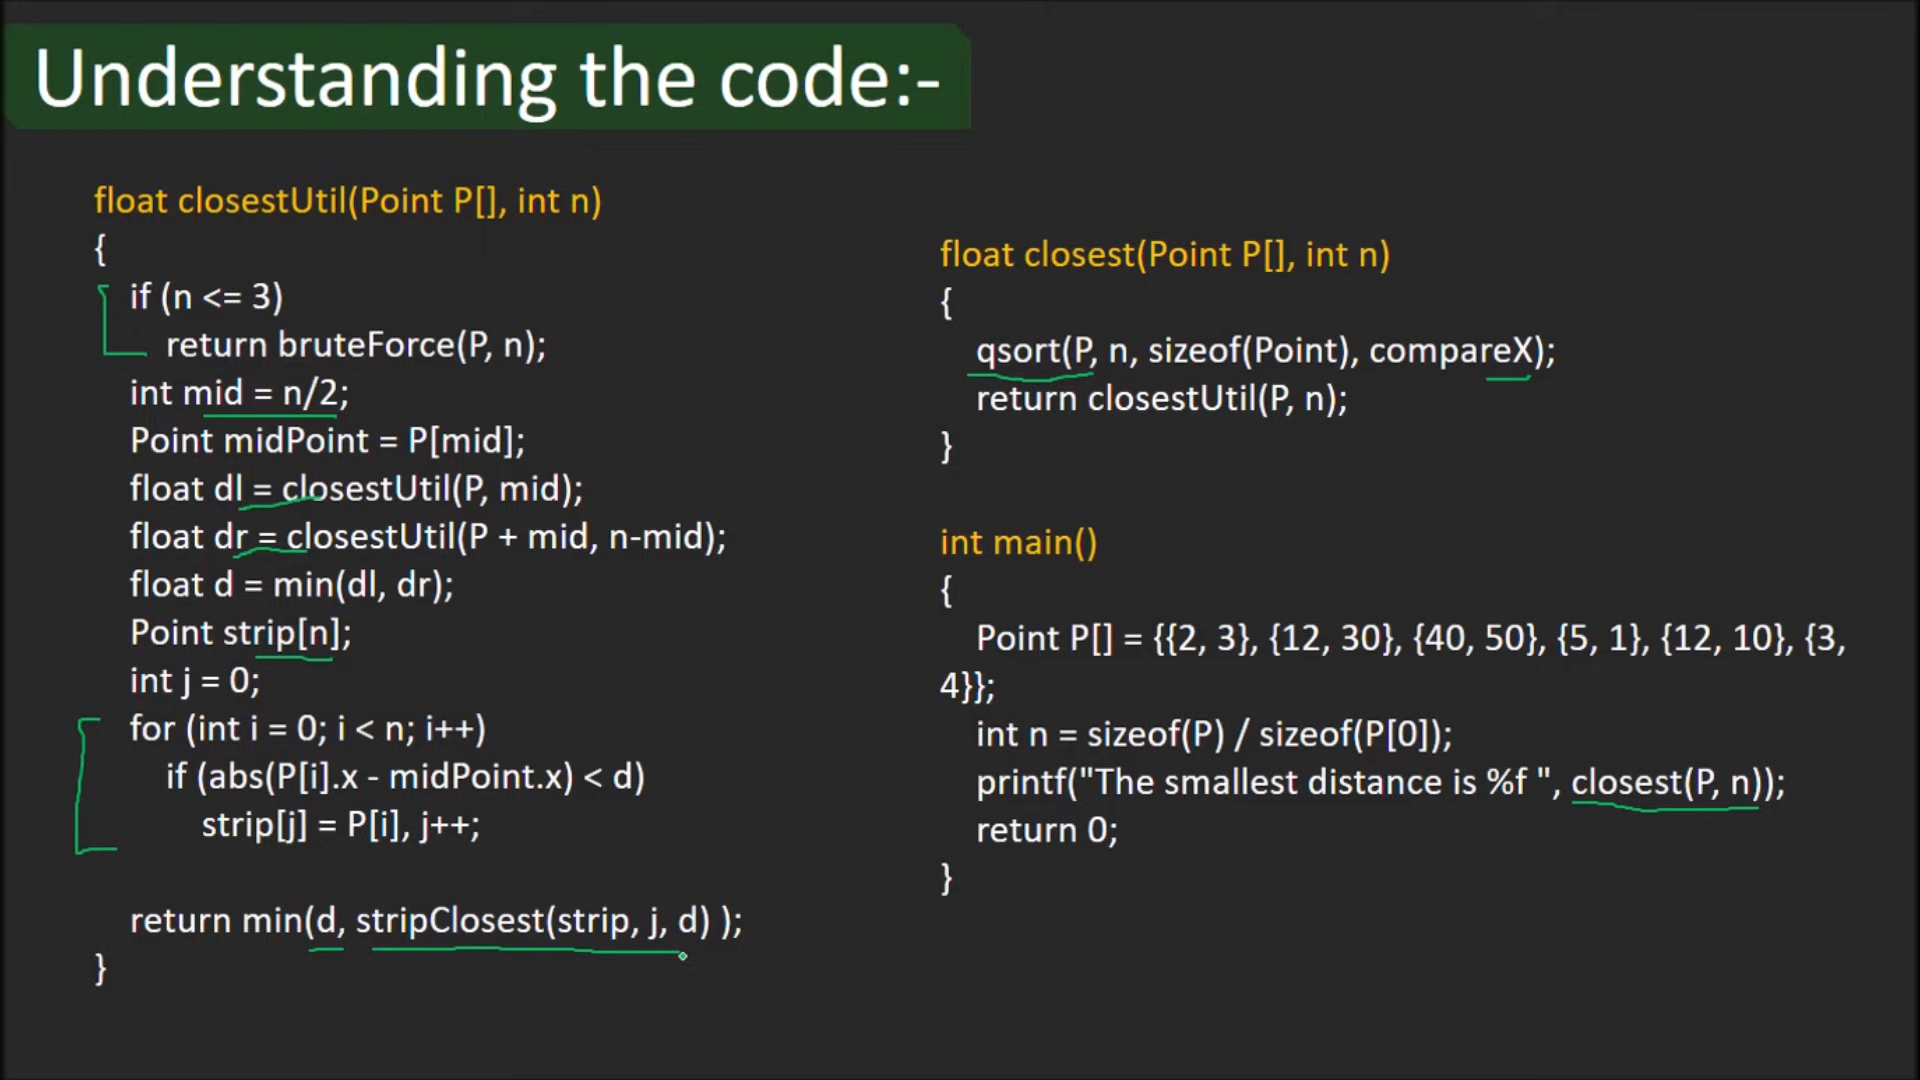 Understanding the code:-
float closestUtil(Point P[], int n)
{
if (n <= 3)
return bruteForce(P, n);
int mid = n/2;
Point midPoint = P[mid];
float dl = closestUtil(P, mid);
float dr = closestUtil(P + mid, n-mid);
float d = min(dl, dr);
Point strip[n];
int j = 0;
for (int i = 0; i < n; i++)
if (abs(P[i].x - midPoint.x) < d)
strip[j] = P[i], j++;
return min(d, stripClosest(strip, j, d) );
}
float closest(Point P[], int n)
{
qsort(P, n, sizeof(Point), compareX);
return closestUtil(P, n);
}
int main()
{
Point P[] = {{2, 3}, {12, 30}, {40, 50}, {5, 1}, {12, 10}, {3,
4}};
int n = sizeof(P) / sizeof(P[0]);
printf("The smallest distance is %f ", closest(P, n));
return 0;
}